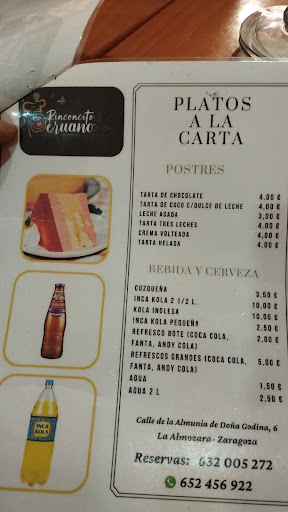 Rinconcito
Peruano
PLATOS
A LA
CARTA
POSTRES
TARTA DE CHOCOLATE 4,00 €
TARTA DE COCO C/DULCE DE LECHE 4,00 €
LECHE ASADA 3,00 €
TARTA TRES LECHES 4,00 €
CREMA VOLTEADA 4,00 €
TARTA HELADA 4,00 €
BEBIDA Y CERVEZA
CUZQUEÑA 3,50 €
INCA KOLA 2 1/2 L. 10,00 €
KOLA INGLESA 10,00 €
INCA KOLA PEQUEÑA 2,50 €
REFRESCO BOTE (COCA COLA, 2,00 €
FANTA, ANDY COLA)
REFRESCOS GRANDES (COCA COLA, 5,00 €
FANTA, ANDY COLA)
AGUA 1,50 €
AGUA 2 L 2,50 €
INCA
KOLA
Calle de la Almunia de Doña Godina, 6
La Almozara- Zaragoza
Reservas: 632 005 272
652 456 922